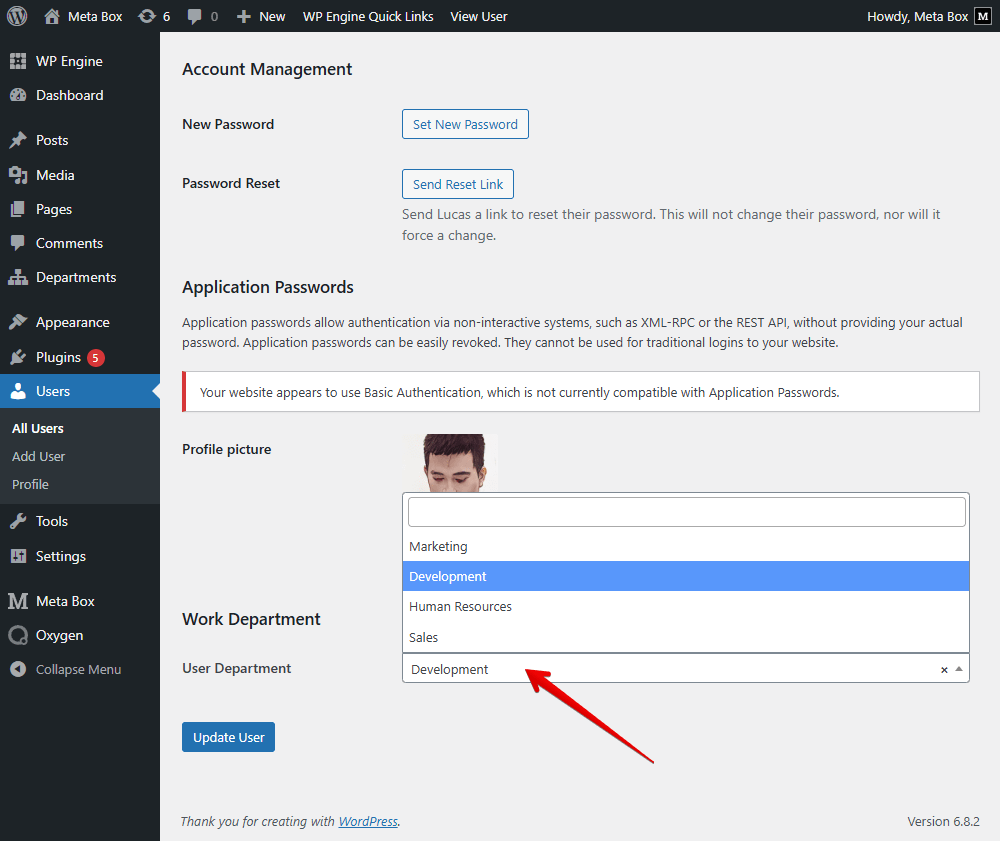 Meta Box 6 0 New WP Engine Quick Links View User Howdy, Meta Box M
WP Engine
Dashboard
Posts
Media
Pages
Comments
Departments
Appearance
Plugins 5
Users
All Users
Add User
Profile
Tools
Settings
Meta Box
Oxygen
Collapse Menu
Account Management
New Password Set New Password
Password Reset Send Reset Link
Send Lucas a link to reset their password. This will not change their password, nor will it
force a change.
Application Passwords
Application passwords allow authentication via non-interactive systems, such as XML-RPC or the REST API, without providing your actual
password. Application passwords can be easily revoked. They cannot be used for traditional logins to your website.
Your website appears to use Basic Authentication, which is not currently compatible with Application Passwords.
Profile picture
Marketing
Development
Human Resources
Sales
Work Department
User Department Development ×
Update User
Thank you for creating with WordPress. Version 6.8.2